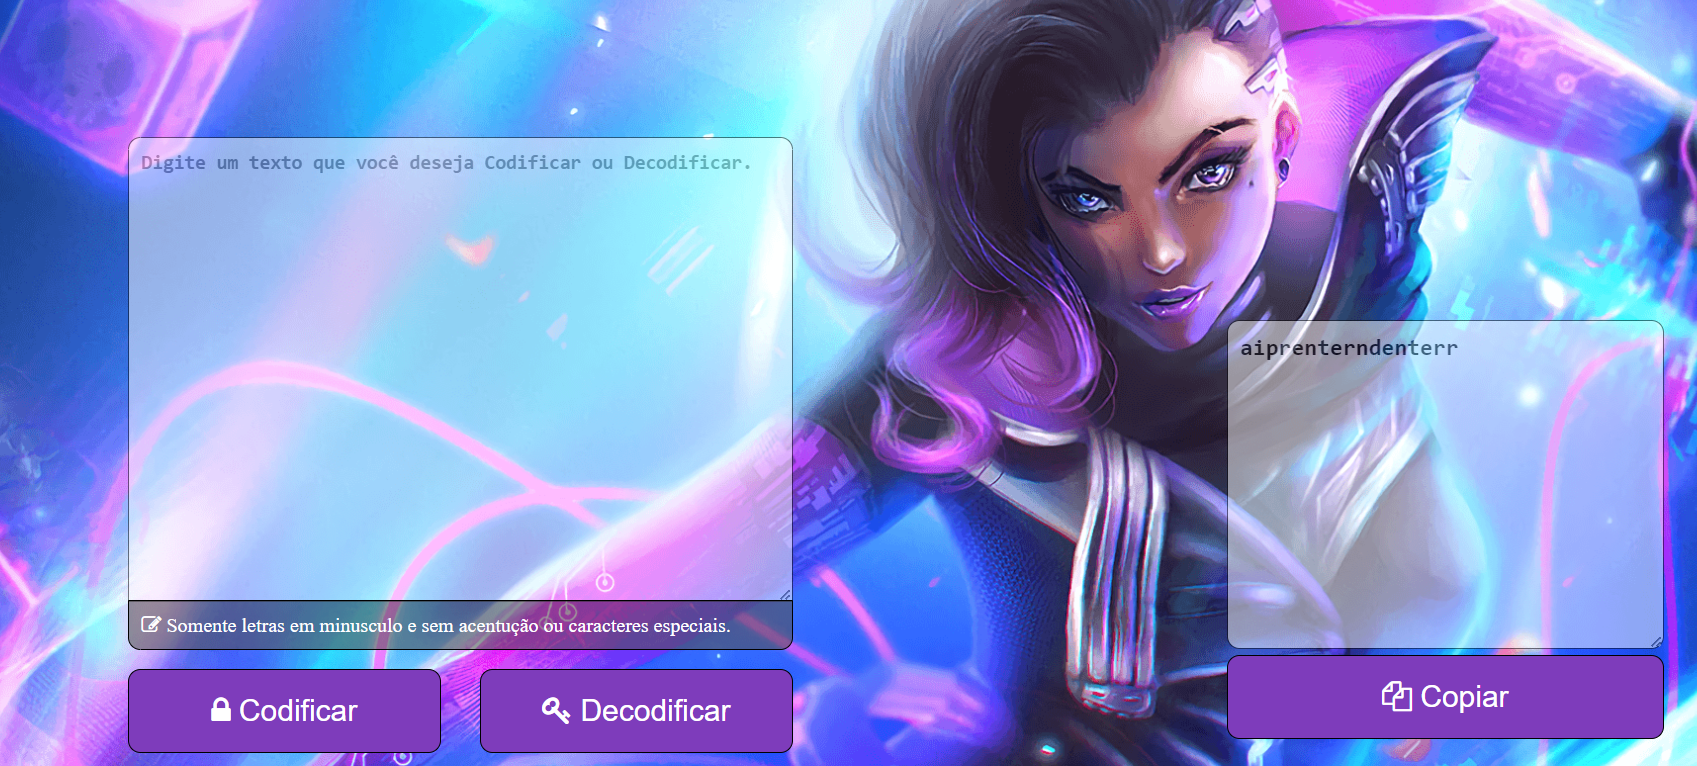 Digite um texto que você deseja Codificar ou Decodificar.
Somente letras em minusculo e sem acentução ou caracteres especiais.
Codificar
Decodificar
aiprenterndenterr
Copiar